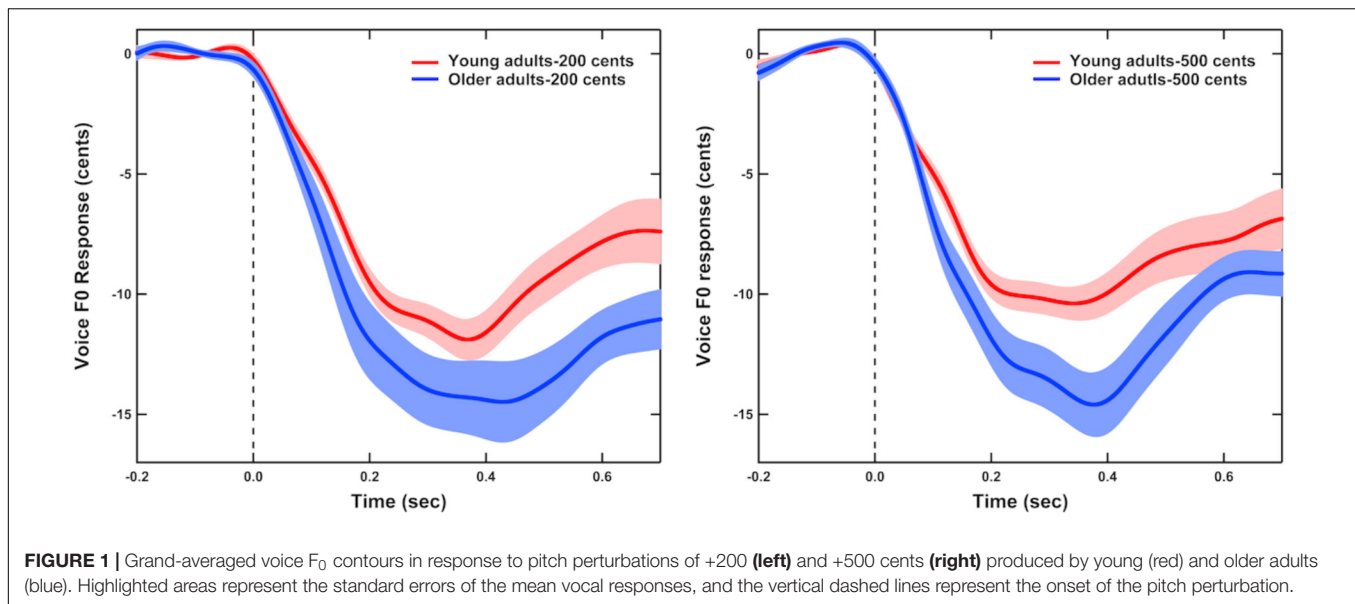 Young adults-200 cents
Older adults-200 cents
Voice F0 Response (cents)
0
-5
-10
-15
-0.2
0.0
0.2
0.4
0.6
Time (sec)
Young adults-500 cents
Older adutls-500 cents
Voice F0 response (cents)
0
-5
-10
-15
-0.2
0.0
0.2
0.4
0.6
Time (sec)
FIGURE 1 | Grand-averaged voice F0 contours in response to pitch perturbations of +200 (left) and +500 cents (right) produced by young (red) and older adults
(blue). Highlighted areas represent the standard errors of the mean vocal responses, and the vertical dashed lines represent the onset of the pitch perturbation.